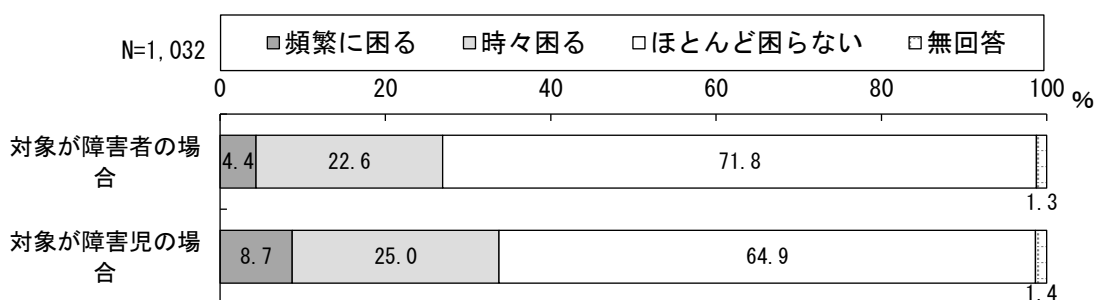 N=1,032
■頻繁に困る □時々困る □ほとんど困らない □無回答
0 20 40 60 80 100 %
対象が障害者の場
合
4.4 22.6 71.8 1.3
対象が障害児の場
合
8.7 25.0 64.9 1.4